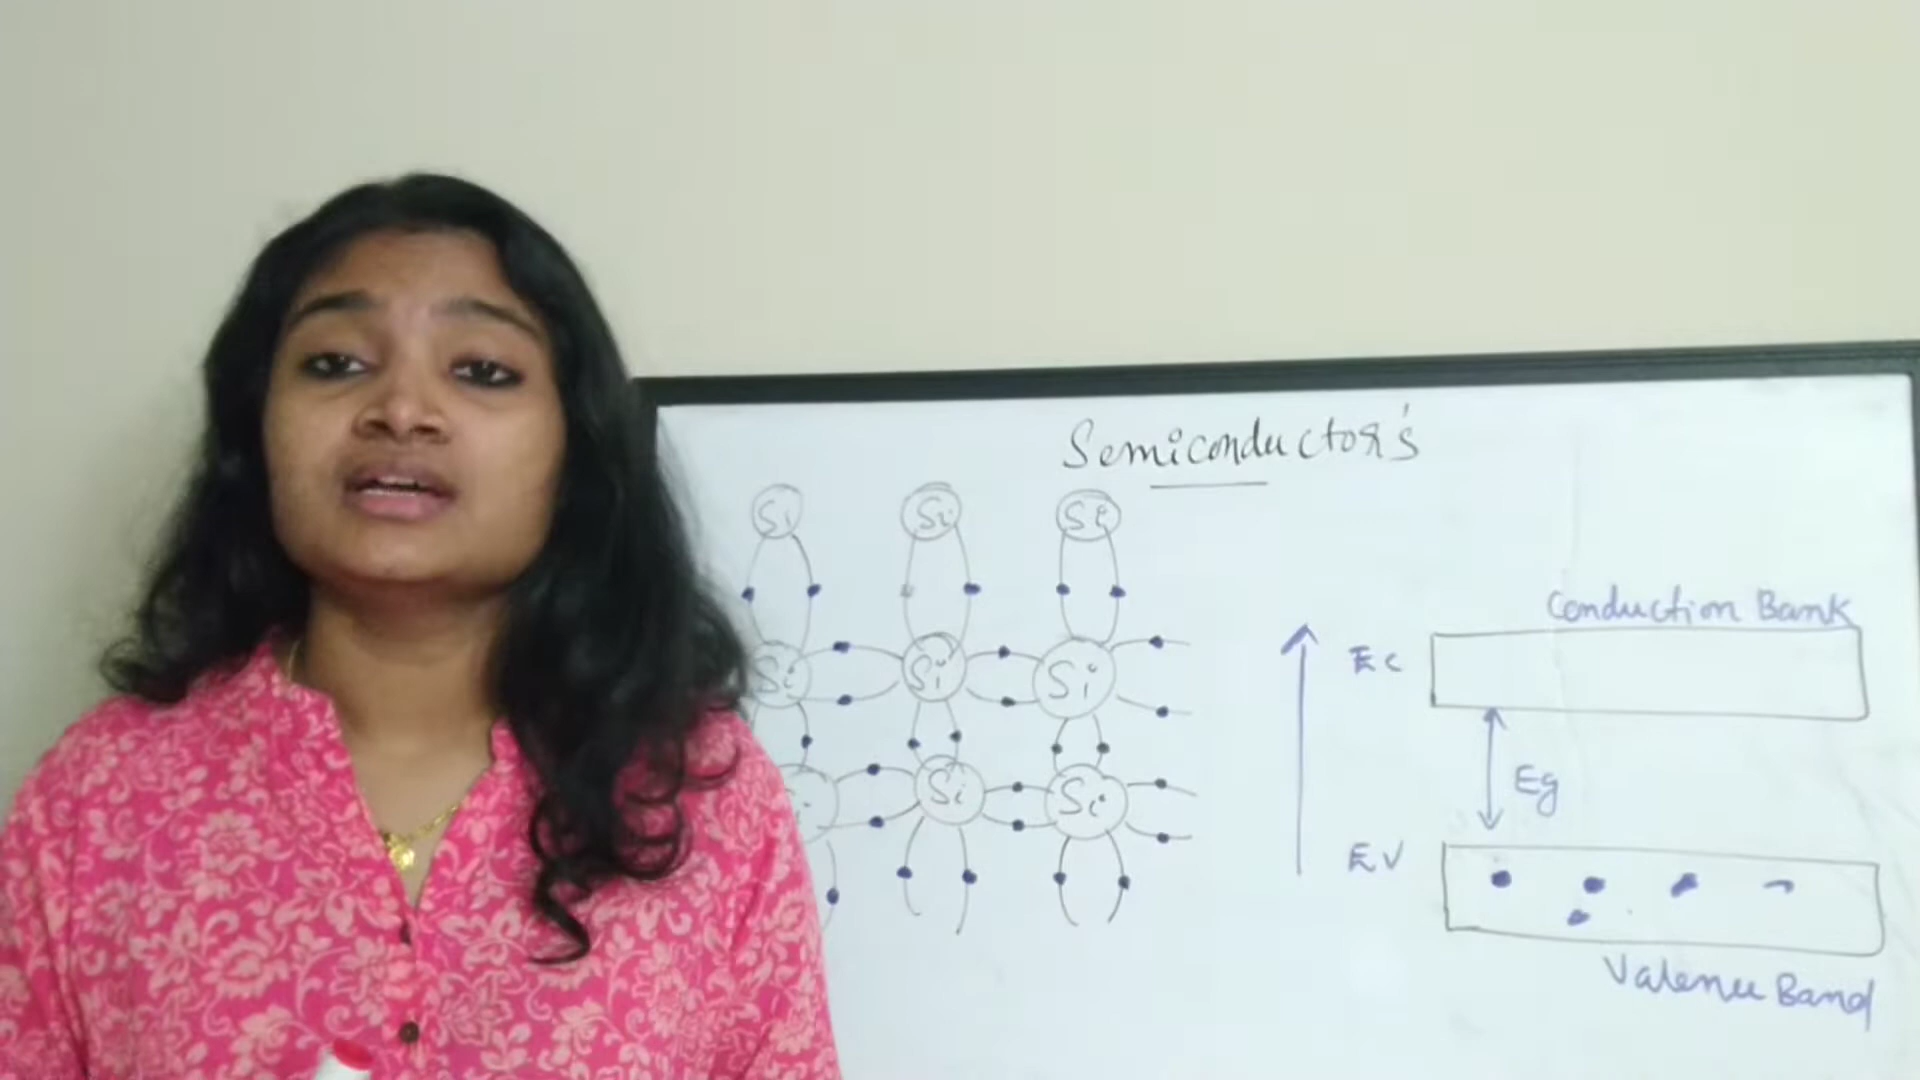 Semiconductor's
Si Si Si
Si Si Si
Si Si
Conduction Bank
Ec
Eg
EV
Valence Band